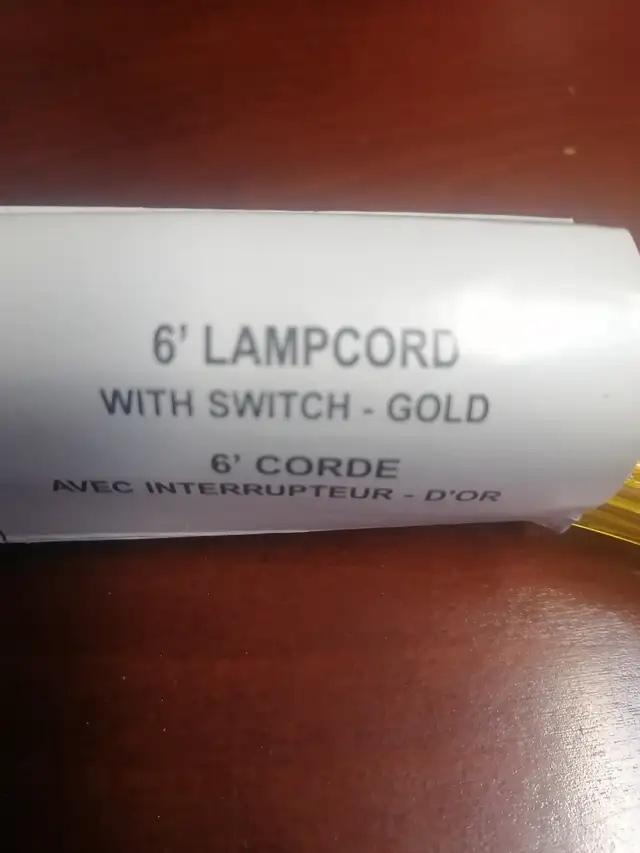 6' LAMPCORD
WITH SWITCH - GOLD
6' CORDE
AVEC INTERRUPTEUR - D'OR